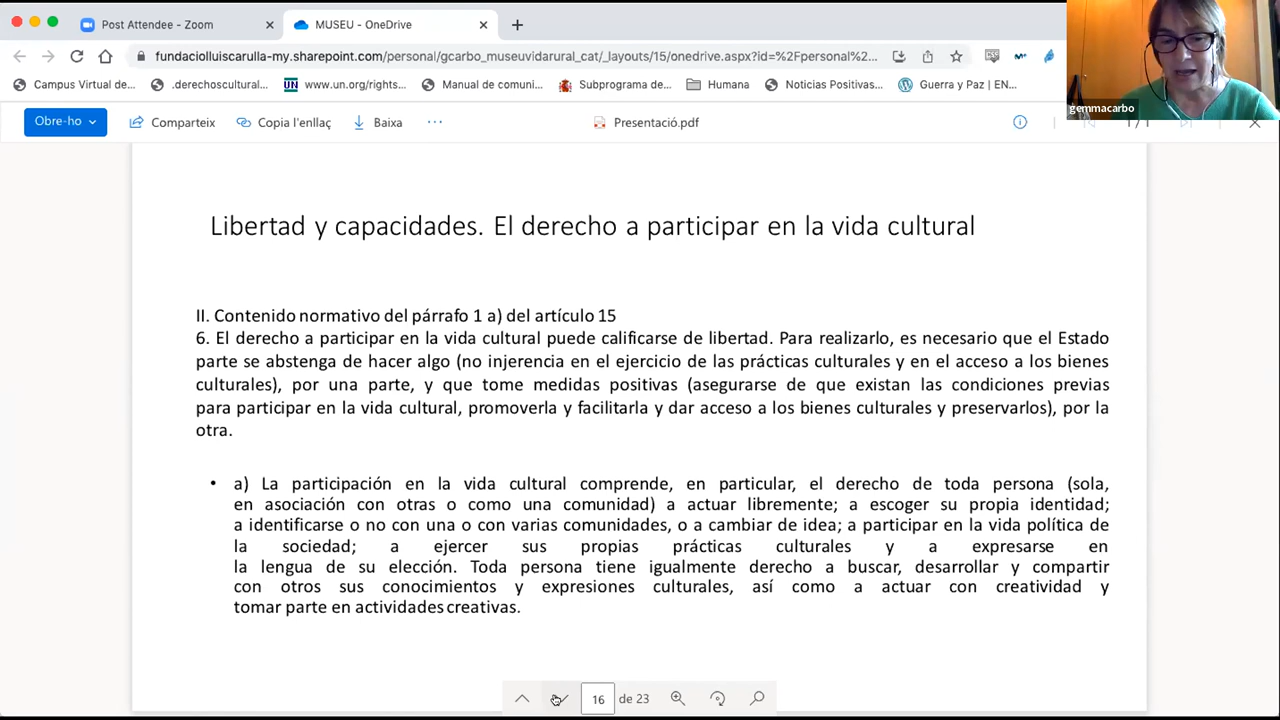 Post Attendee - Zoom
MUSEU - OneDrive
fundaciolluiscarulla-my.sharepoint.com/personal/gcarbo_museuvidarural_cat/_layouts/15/onedrive.aspx?id=%2Fpersonal%2...
Campus Virtual de...
.derechoscultural...
UN www.un.org/rights...
Manual de comuni...
Subprograma de...
Humana
Noticias Positivas...
Guerra y Paz | EN...
gemmacarbo
Obre-ho
Comparteix
Copia l'enllaç
Baixa
Presentació.pdf
1 / 1
Libertad y capacidades. El derecho a participar en la vida cultural
II. Contenido normativo del párrafo 1 a) del artículo 15
6. El derecho a participar en la vida cultural puede calificarse de libertad. Para realizarlo, es necesario que el Estado
parte se abstenga de hacer algo (no injerencia en el ejercicio de las prácticas culturales y en el acceso a los bienes
culturales), por una parte, y que tome medidas positivas (asegurarse de que existan las condiciones previas
para participar en la vida cultural, promoverla y facilitarla y dar acceso a los bienes culturales y preservarlos), por la
otra.
• a) La participación en la vida cultural comprende, en particular, el derecho de toda persona (sola,
en asociación con otras o como una comunidad) a actuar libremente; a escoger su propia identidad;
a identificarse o no con una o con varias comunidades, o a cambiar de idea; a participar en la vida política de
la sociedad; a ejercer sus propias prácticas culturales y a expresarse en
la lengua de su elección. Toda persona tiene igualmente derecho a buscar, desarrollar y compartir
con otros sus conocimientos y expresiones culturales, así como a actuar con creatividad y
tomar parte en actividades creativas.
16 de 23